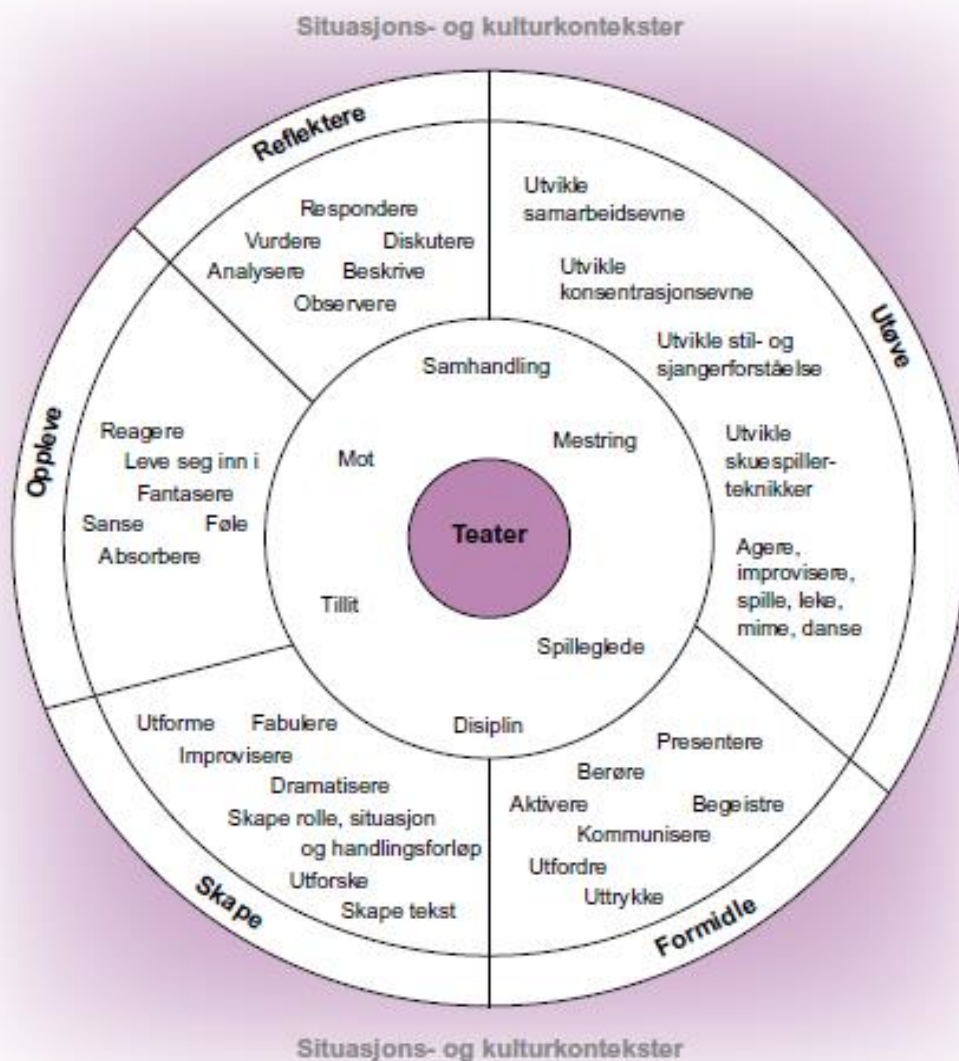 Situasjons- og kulturkontekster
Reflektere
Respondere
Vurdere Diskutere
Analysere Beskrive
Observere
Utøve
Utvikle
samarbeidsevne
Utvikle
konsentrasjonsevne
Utvikle stil- og
sjangerforståelse
Utvikle
skuespiller-
teknikker
Agere,
improvisere,
spille, leke,
mime, danse
Oppleve
Reagere
Leve seg inn i
Fantasere
Sanse Føle
Absorbere
Samhandling
Mestring
Mot
Teater
Tillit
Spilleglede
Disiplin
Skape
Utforme Fabulere
Improvisere
Dramatisere
Skape rolle, situasjon
og handlingsforløp
Utforske
Skape tekst
Formidle
Presentere
Berøre
Aktivere Begeistre
Kommunisere
Utfordre
Uttrykke
Situasjons- og kulturkontekster